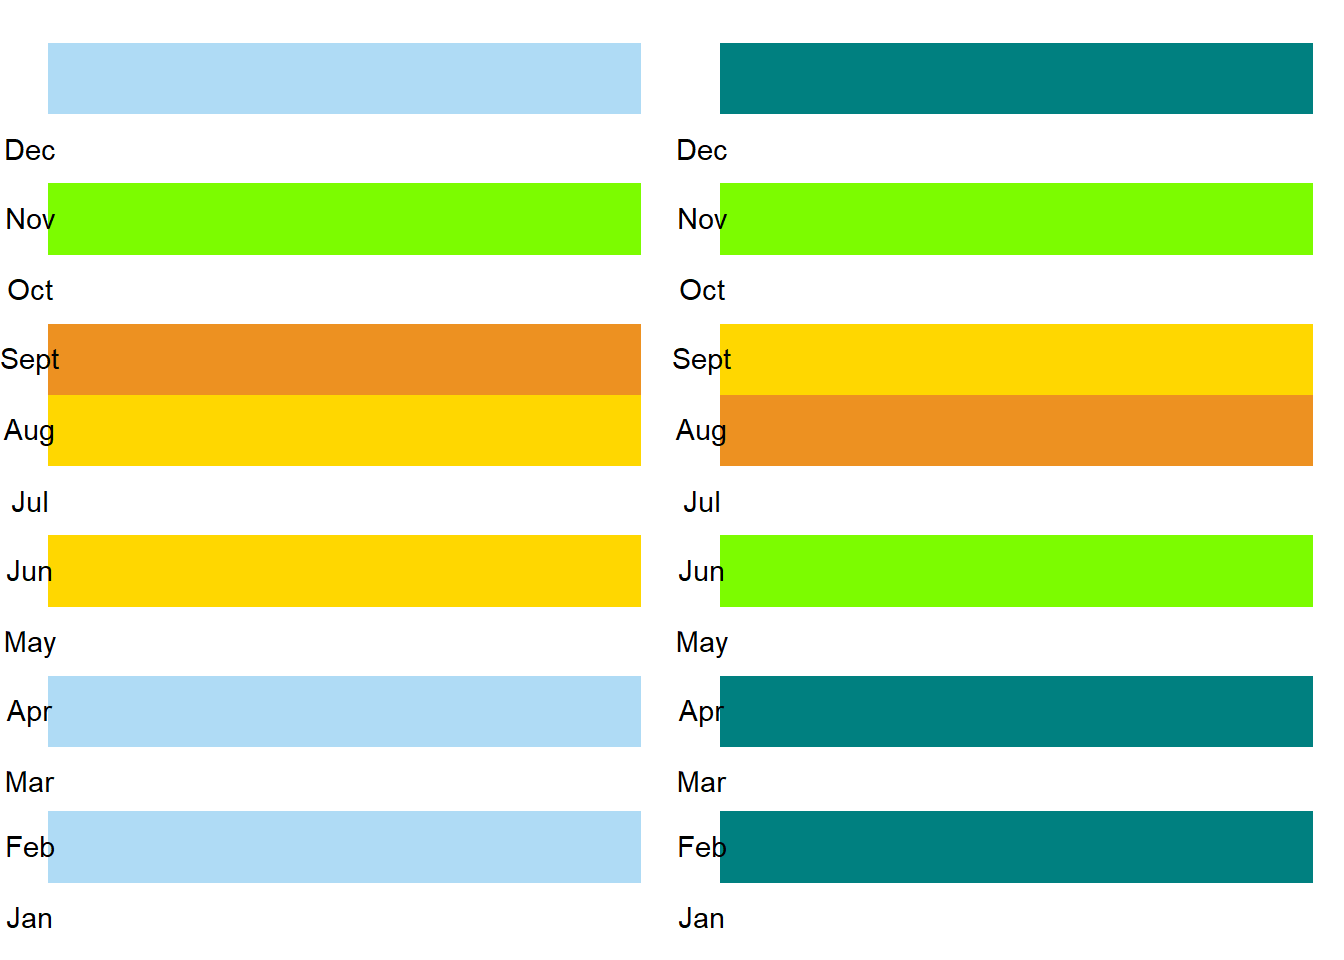 Dec
Nov
Oct
Sept
Aug
Jul
Jun
May
Apr
Mar
Feb
Jan
Dec
Nov
Oct
Sept
Aug
Jul
Jun
May
Apr
Mar
Feb
Jan